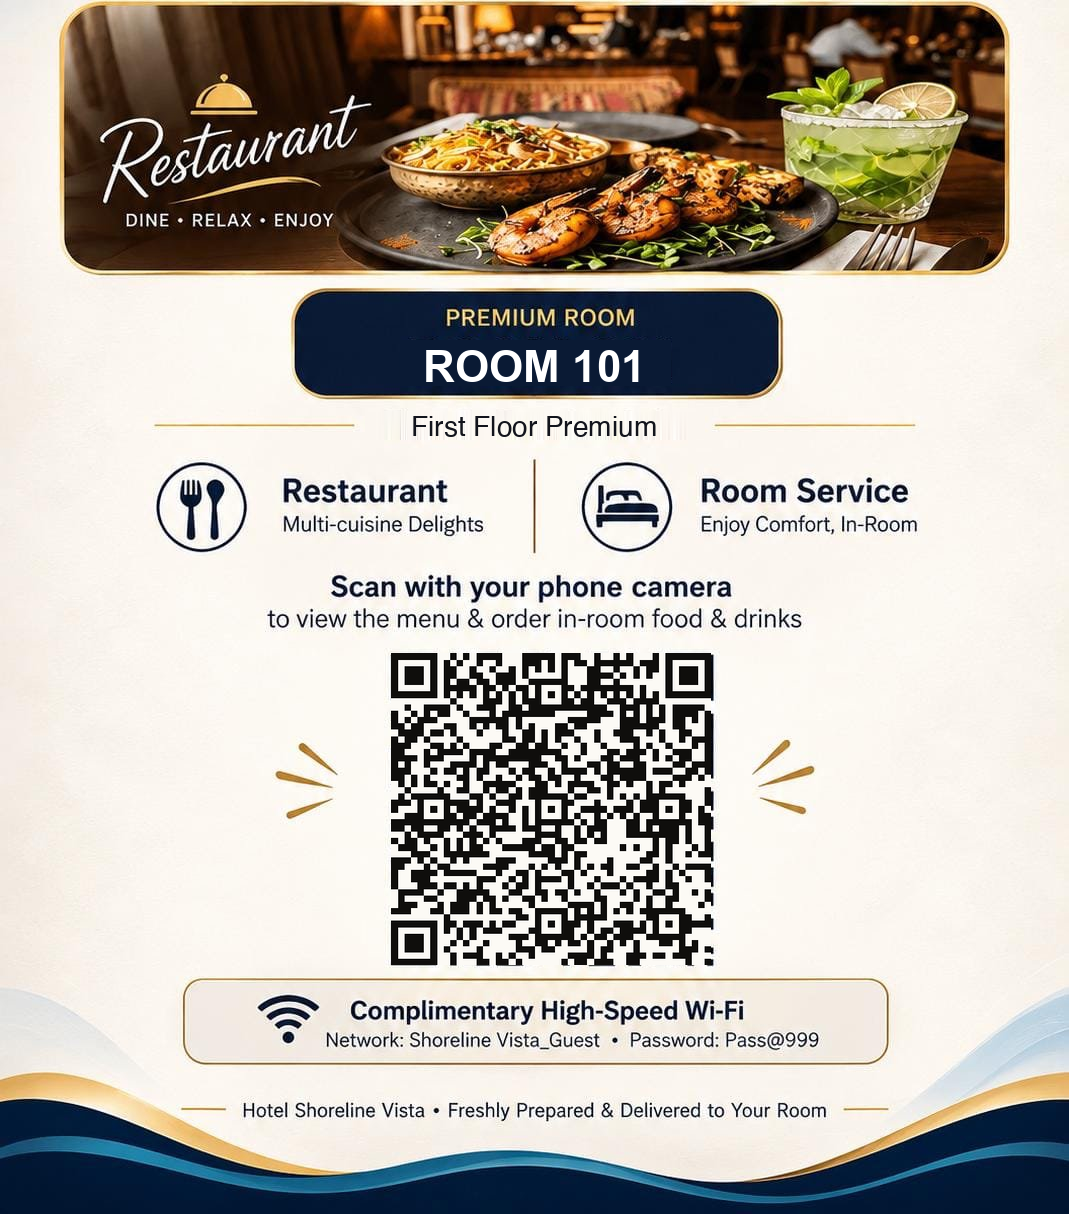 Restaurant
DINE • RELAX • ENJOY
PREMIUM ROOM
ROOM 101
First Floor Premium
Restaurant
Multi-cuisine Delights
Room Service
Enjoy Comfort, In-Room
Scan with your phone camera
to view the menu & order in-room food & drinks
Complimentary High-Speed Wi-Fi
Network: Shoreline Vista_Guest • Password: Pass@999
Hotel Shoreline Vista • Freshly Prepared & Delivered to Your Room